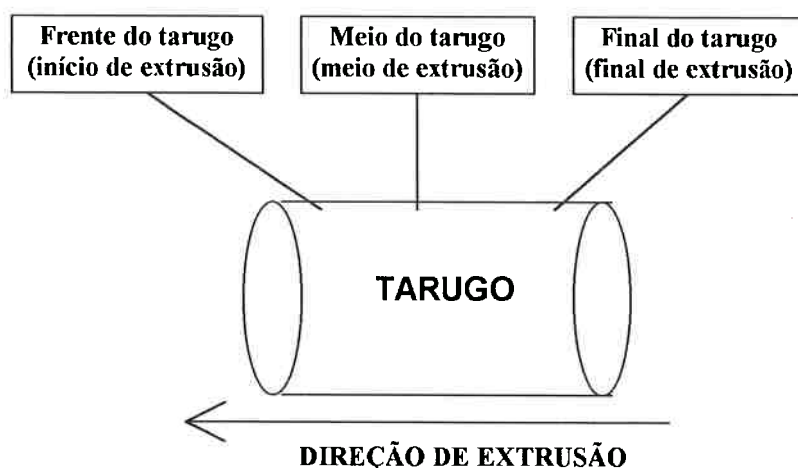 Frente do tarugo
(início de extrusão)
Meio do tarugo
(meio de extrusão)
Final do tarugo
(final de extrusão)
TARUGO
DIREÇÃO DE EXTRUSÃO